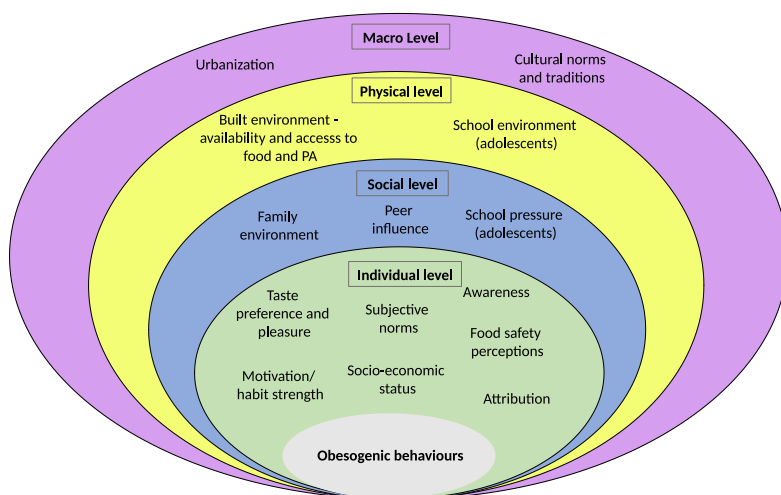 Macro Level
Urbanization
Cultural norms
and traditions
Physical level
Built environment -
availability and accesss to
food and PA
School environment
(adolescents)
Social level
Family
environment
Peer
influence
School pressure
(adolescents)
Individual level
Taste
preference and
pleasure
Subjective
norms
Awareness
Food safety
perceptions
Motivation/
habit strength
Socio-economic
status
Attribution
Obesogenic behaviours